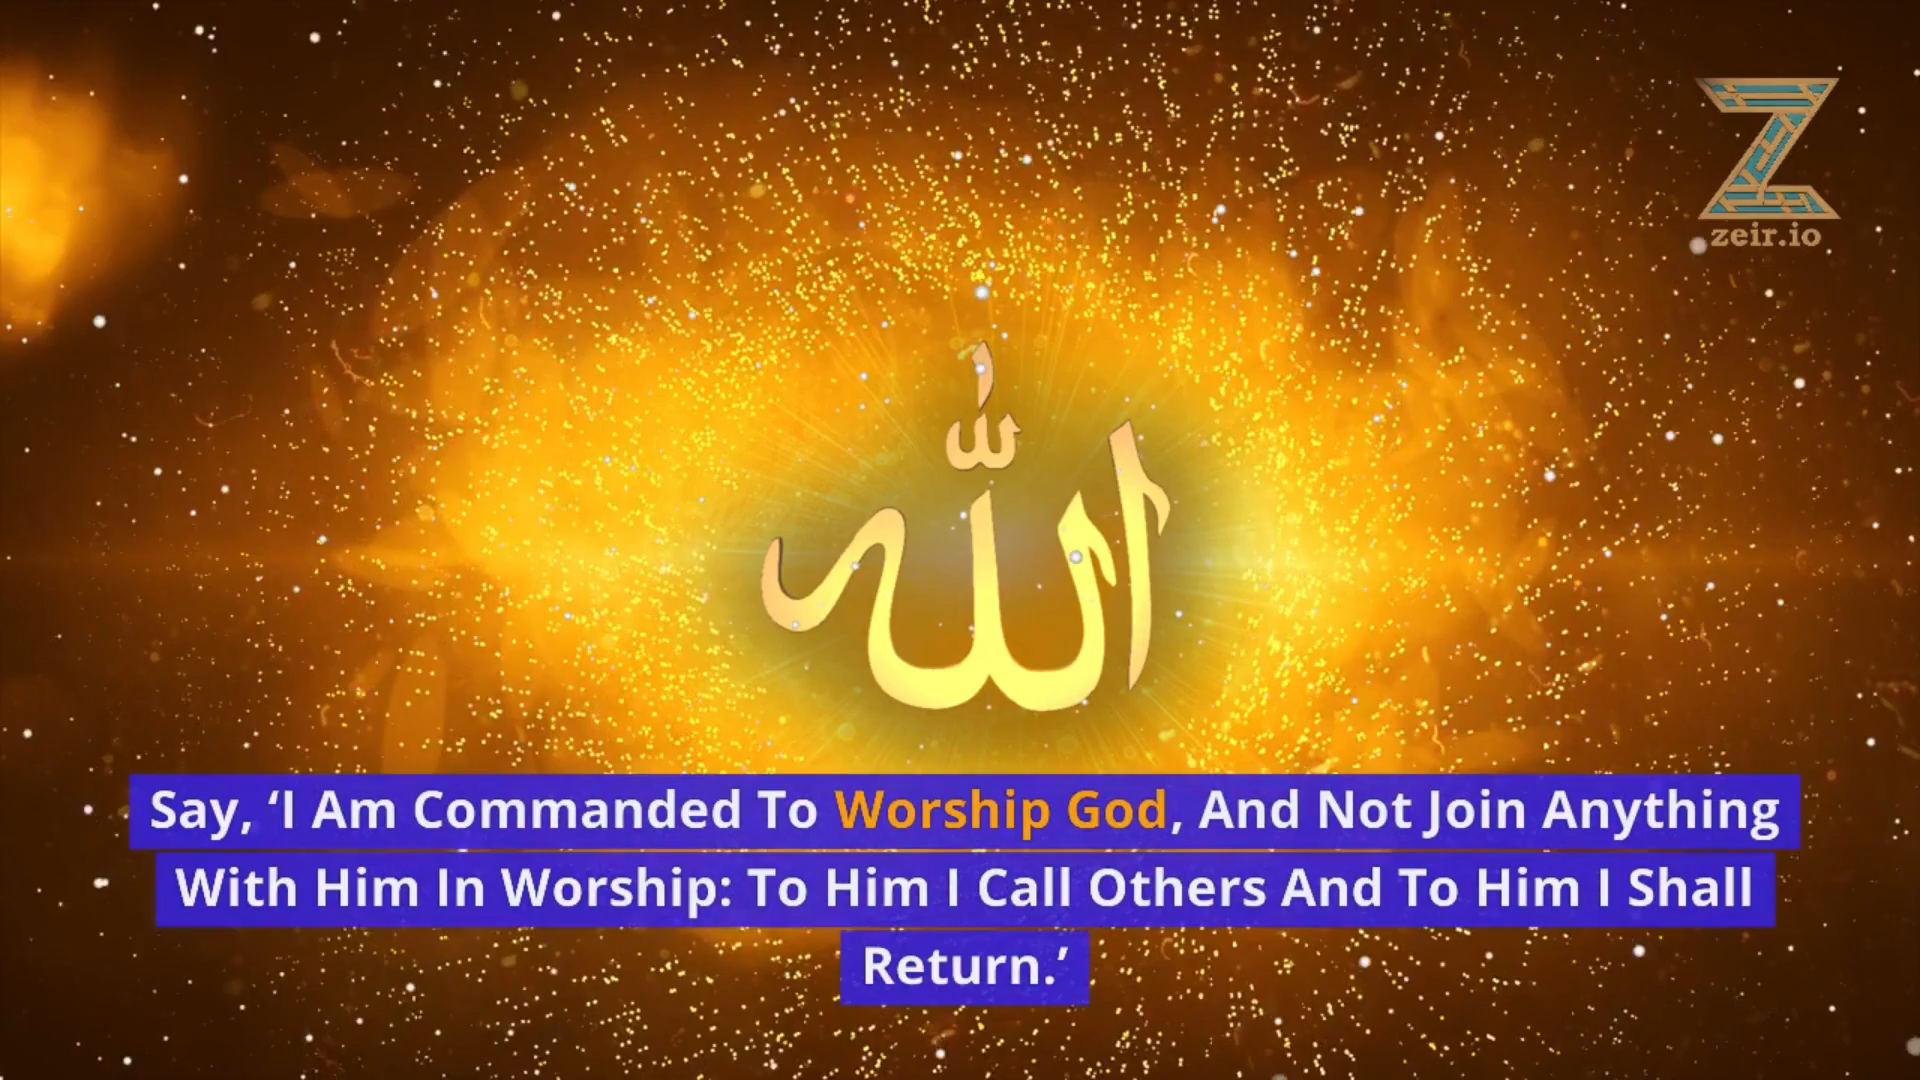 zeir.io
الله
Say, ‘I Am Commanded To Worship God, And Not Join Anything
With Him In Worship: To Him I Call Others And To Him I Shall
Return.’